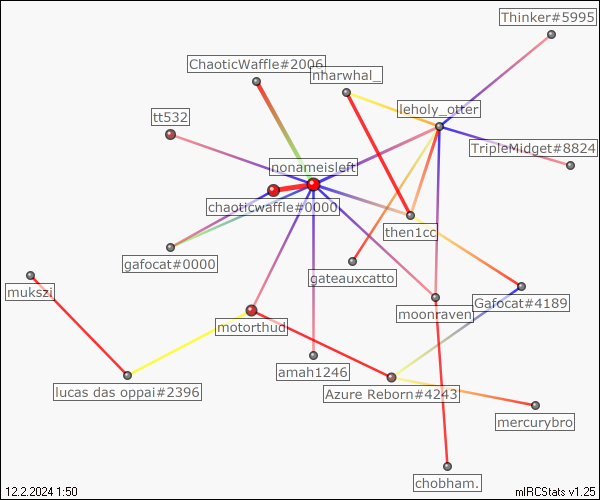 Thinker#5995
ChaoticWaffle#2006
nharwhal_
leholy_otter
tt532
TripleMidget#8824
nonameisleft
chaoticwaffle#0000
then1cc
gafocat#0000
gateauxcatto
mukszi
Gafocat#4189
moonraven
motorthud
amah1246
lucas das oppai#2396
Azure Reborn#4243
mercurybro
chobham.
12.2.2024 1:50
mIRCStats v1.25